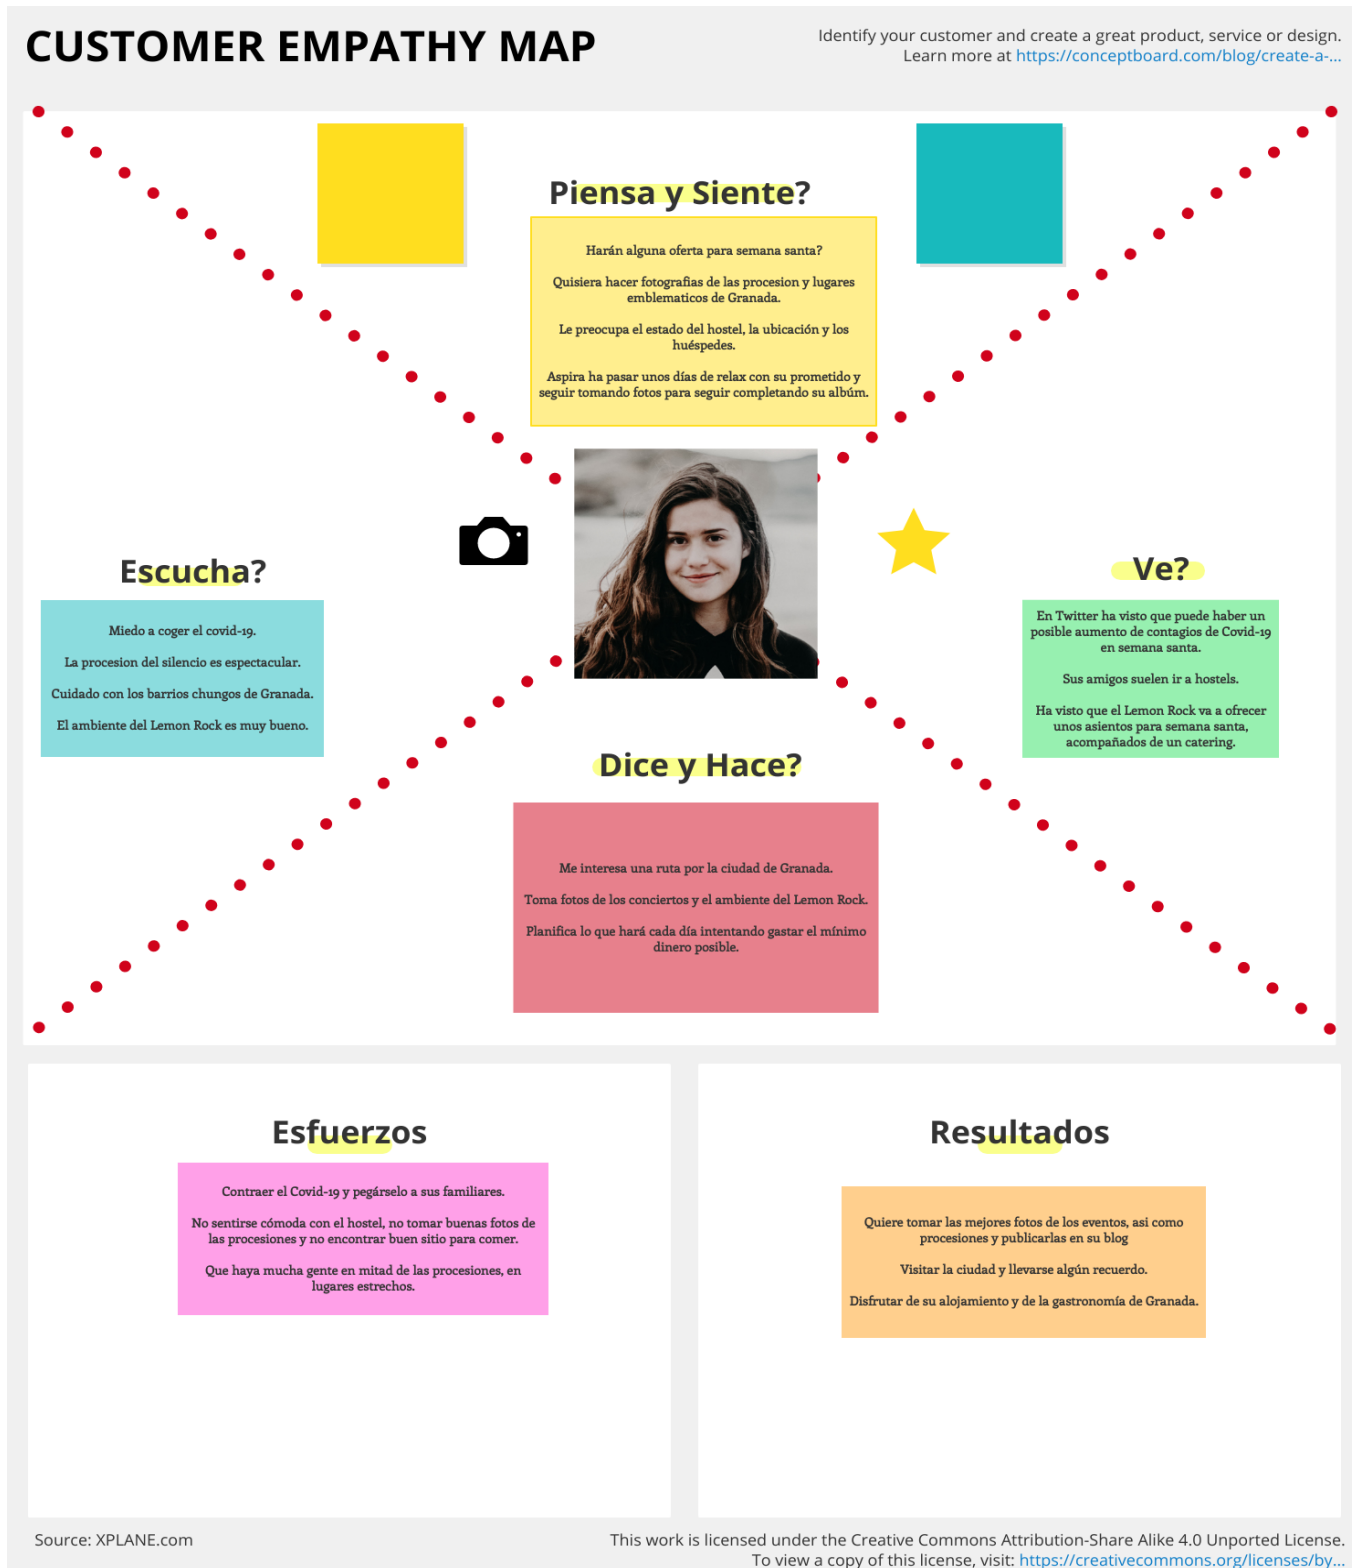 CUSTOMER EMPATHY MAP
Identify your customer and create a great product, service or design.
Learn more at https://conceptboard.com/blog/create-a-...
Piensa y Siente?
Harán alguna oferta para semana santa?
Quisiera hacer fotografias de las procesion y lugares
emblematicos de Granada.
Le preocupa el estado del hostel, la ubicación y los
huéspedes.
Aspira ha pasar unos días de relax con su prometido y
seguir tomando fotos para seguir completando su albúm.
Escucha?
Miedo a coger el covid-19.
La procesion del silencio es espectacular.
Cuidado con los barrios chungos de Granada.
El ambiente del Lemon Rock es muy bueno.
Ve?
En Twitter ha visto que puede haber un
posible aumento de contagios de Covid-19
en semana santa.
Sus amigos suelen ir a hostels.
Ha visto que el Lemon Rock va a ofrecer
unos asientos para semana santa,
acompañados de un catering.
Dice y Hace?
Me interesa una ruta por la ciudad de Granada.
Toma fotos de los conciertos y el ambiente del Lemon Rock.
Planifica lo que hará cada día intentando gastar el mínimo
dinero posible.
Esfuerzos
Contraer el Covid-19 y pegárselo a sus familiares.
No sentirse cómoda con el hostel, no tomar buenas fotos de
las procesiones y no encontrar buen sitio para comer.
Que haya mucha gente en mitad de las procesiones, en
lugares estrechos.
Resultados
Quiere tomar las mejores fotos de los eventos, asi como
procesiones y publicarlas en su blog
Visitar la ciudad y llevarse algún recuerdo.
Disfrutar de su alojamiento y de la gastronomía de Granada.
Source: XPLANE.com
This work is licensed under the Creative Commons Attribution-Share Alike 4.0 Unported License.
To view a copy of this license, visit: https://creativecommons.org/licenses/by...